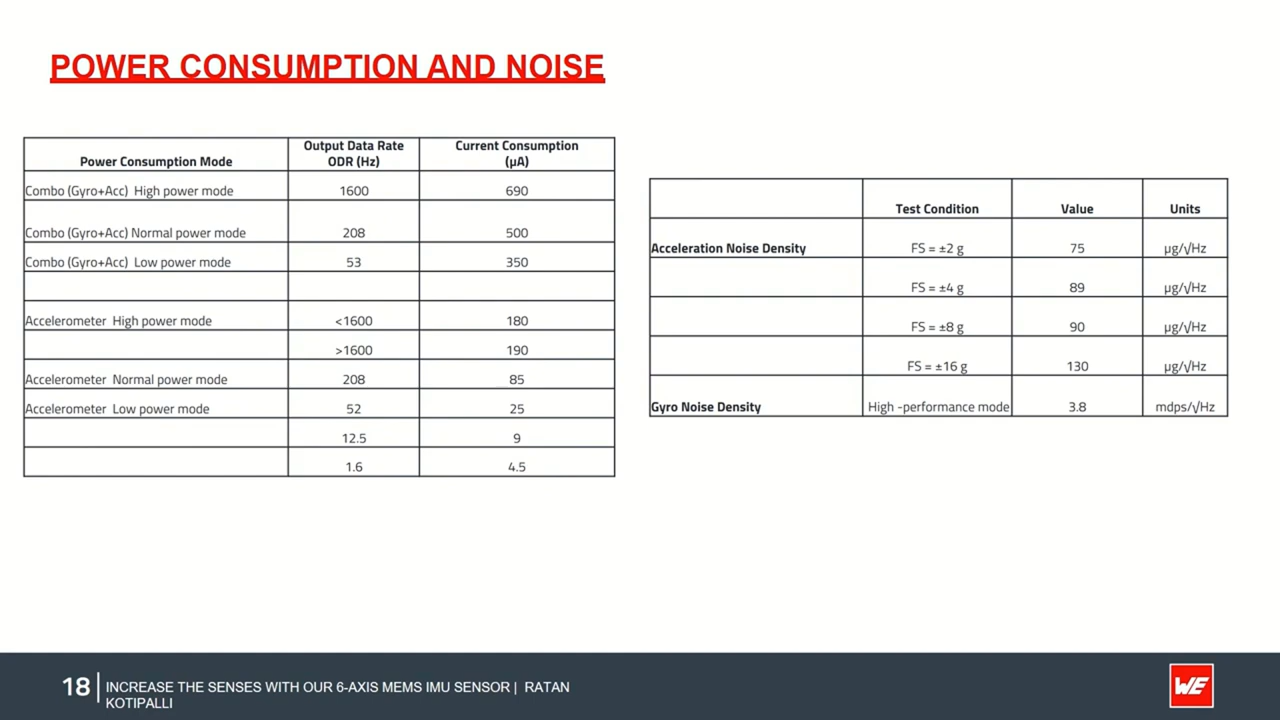 POWER CONSUMPTION AND NOISE
Power Consumption Mode Output Data Rate ODR (Hz) Current Consumption (µA)
Combo (Gyro+Acc) High power mode 1600 690
Combo (Gyro+Acc) Normal power mode 208 500
Combo (Gyro+Acc) Low power mode 53 350
Accelerometer High power mode <1600 180
>1600 190
Accelerometer Normal power mode 208 85
Accelerometer Low power mode 52 25
12.5 9
1.6 4.5
Test Condition Value Units
Acceleration Noise Density FS = ±2 g 75 µg/√Hz
FS = ±4 g 89 µg/√Hz
FS = ±8 g 90 µg/√Hz
FS = ±16 g 130 µg/√Hz
Gyro Noise Density High -performance mode 3.8 mdps/√Hz
18 INCREASE THE SENSES WITH OUR 6-AXIS MEMS IMU SENSOR | RATAN
KOTIPALLI
WE